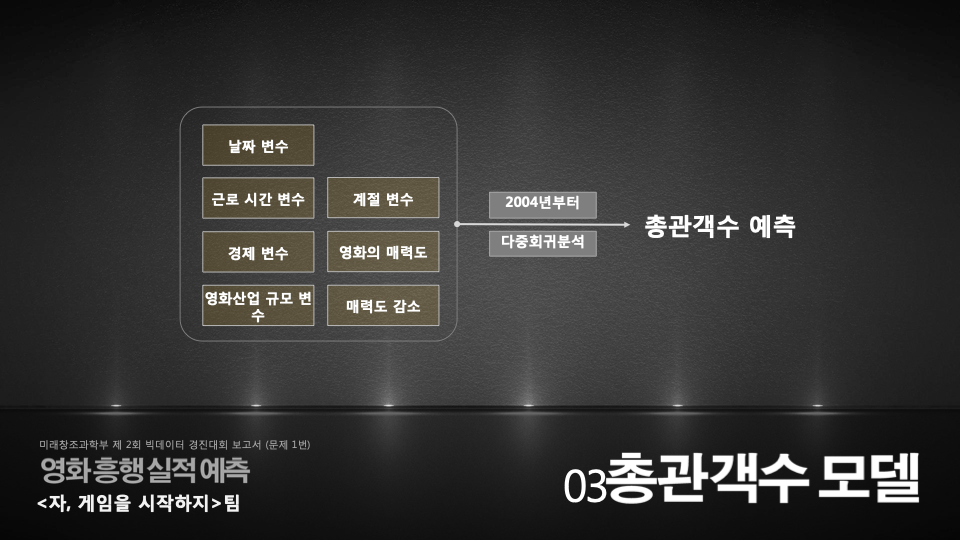 날짜 변수
근로 시간 변수
계절 변수
경제 변수
영화의 매력도
영화산업 규모 변
수
매력도 감소
2004년부터
다중회귀분석
총관객수 예측
미래창조과학부 제 2회 빅데이터 경진대회 보고서 (문제 1번)
영화 흥행 실적 예측
<자, 게임을 시작하지>팀
03총관객수 모델